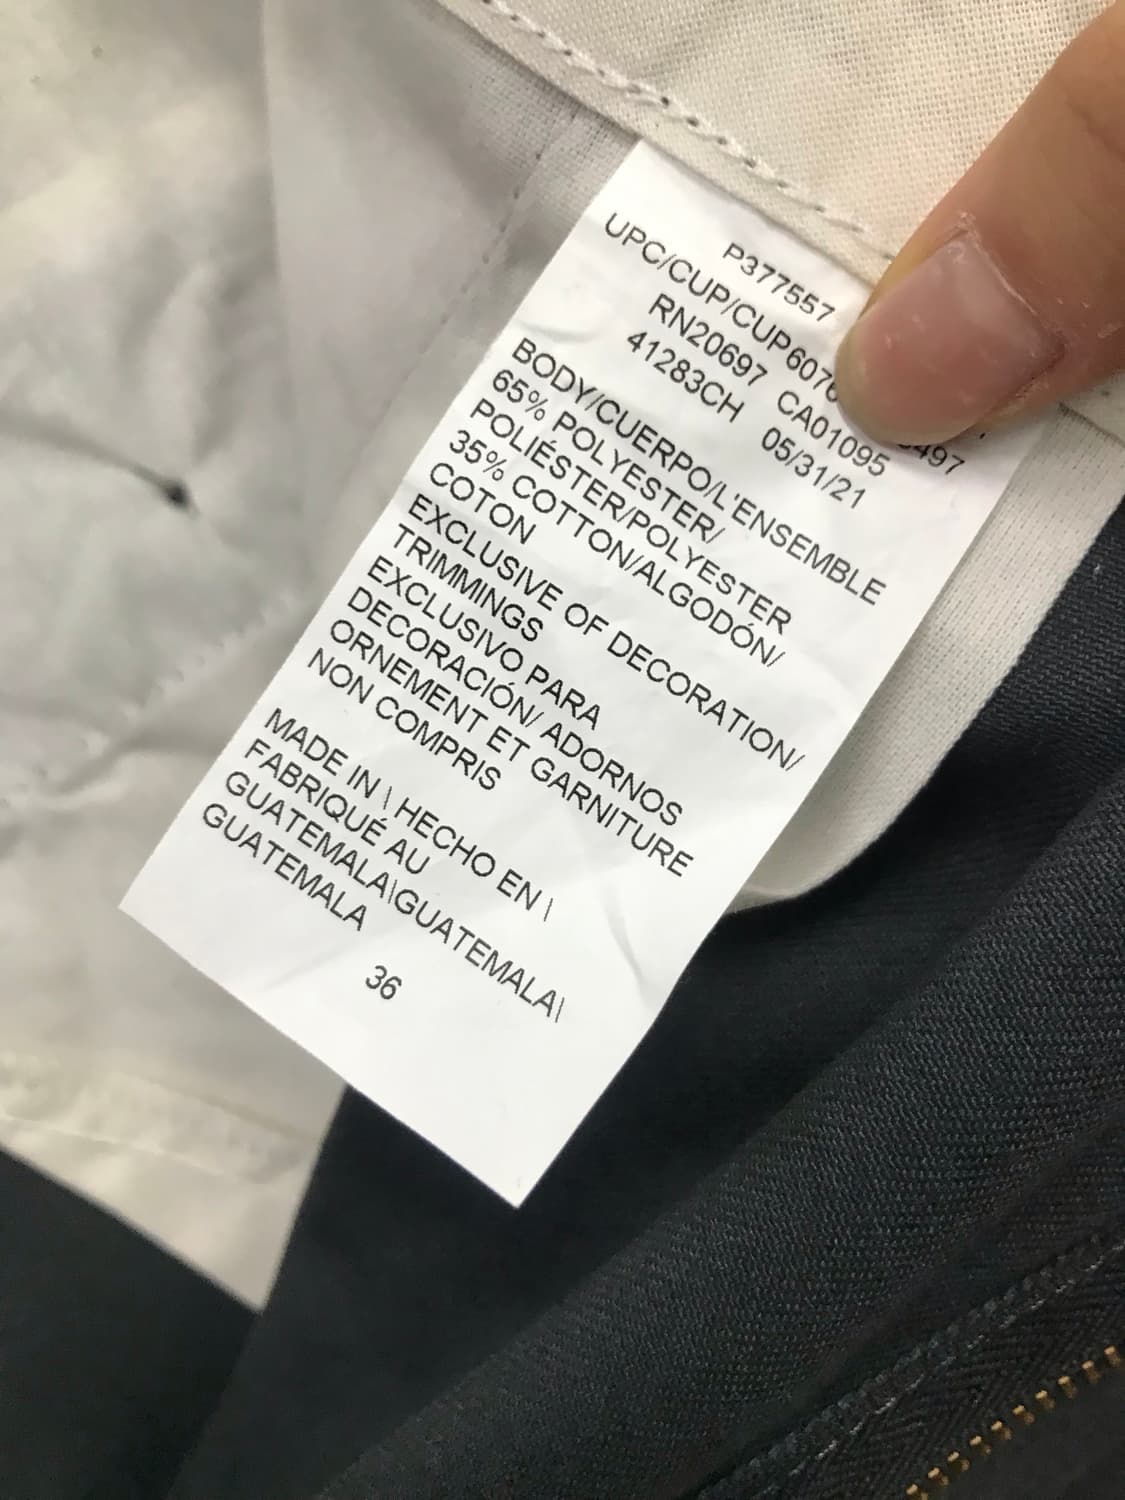 P377557
UPC/CUP/CUP6076 497
RN20697 CA01095
41283CH 05/31/21
BODY/CUERPO/L'ENSEMBLE
65% POLYESTER/
POLIÉSTER/POLYESTER
35% COTTON/ALGODÓN/
COTON
EXCLUSIVE OF DECORATION/
TRIMMINGS
EXCLUSIVO PARA
DECORACIÓN/ ADORNOS
ORNEMENT ET GARNITURE
NON COMPRIS
MADE IN \ HECHO EN \
FABRIQUÉ AU
GUATEMALA\GUATEMALA\
GUATEMALA
36